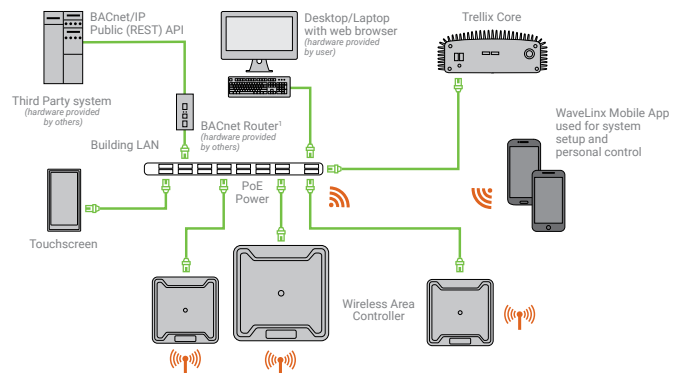 BACnet/IP
Public (REST) API
Desktop/Laptop
with web browser
(hardware provided
by user)
Trellix Core
Third Party system
(hardware provided
by others)
BACnet Router¹
(hardware provided
by others)
Building LAN
WaveLinx Mobile App
used for system
setup and
personal control
PoE
Power
Touchscreen
Wireless Area
Controller